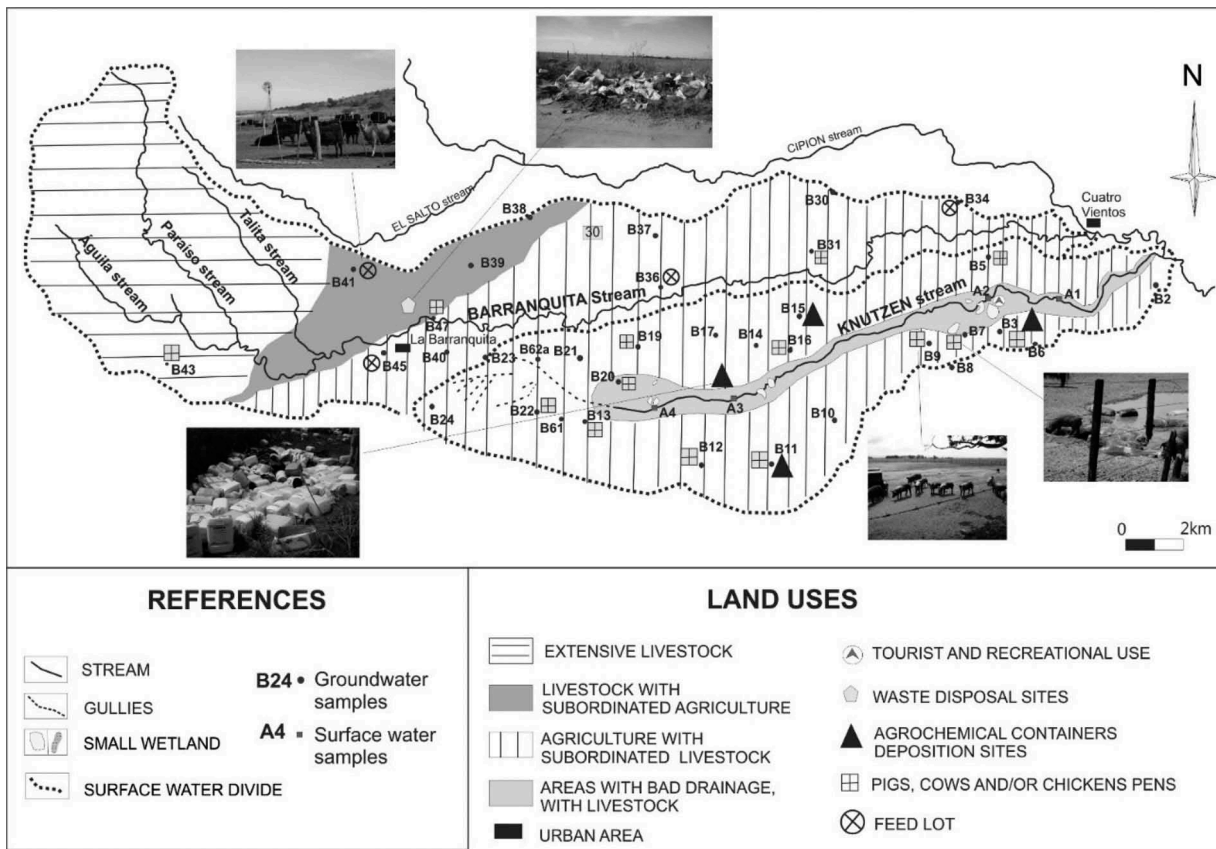 N
CIPION stream
EL SALTO stream
Cuatro
Vientos
Águila stream
Paraíso stream
Talita stream
BARRANQUITA Stream
KNUTZEN stream
La Barranquita
30
B30
B34
B38
B37
B31
B39
B5
B41
B36
A2
A1
B2
B47
B15
B3
B7
B17
B14
B16
B6
B19
B9
B43
B45
B40
B23
B62a
B21
B8
B20
B24
B22
B61
B13
A4
A3
B10
B12
B11
0 2km
REFERENCES
STREAM
GULLIES
SMALL WETLAND
SURFACE WATER DIVIDE
B24 Groundwater
samples
A4 Surface water
samples
LAND USES
EXTENSIVE LIVESTOCK
LIVESTOCK WITH
SUBORDINATED AGRICULTURE
AGRICULTURE WITH
SUBORDINATED LIVESTOCK
AREAS WITH BAD DRAINAGE,
WITH LIVESTOCK
URBAN AREA
TOURIST AND RECREATIONAL USE
WASTE DISPOSAL SITES
AGROCHEMICAL CONTAINERS
DEPOSITION SITES
PIGS, COWS AND/OR CHICKENS PENS
FEED LOT